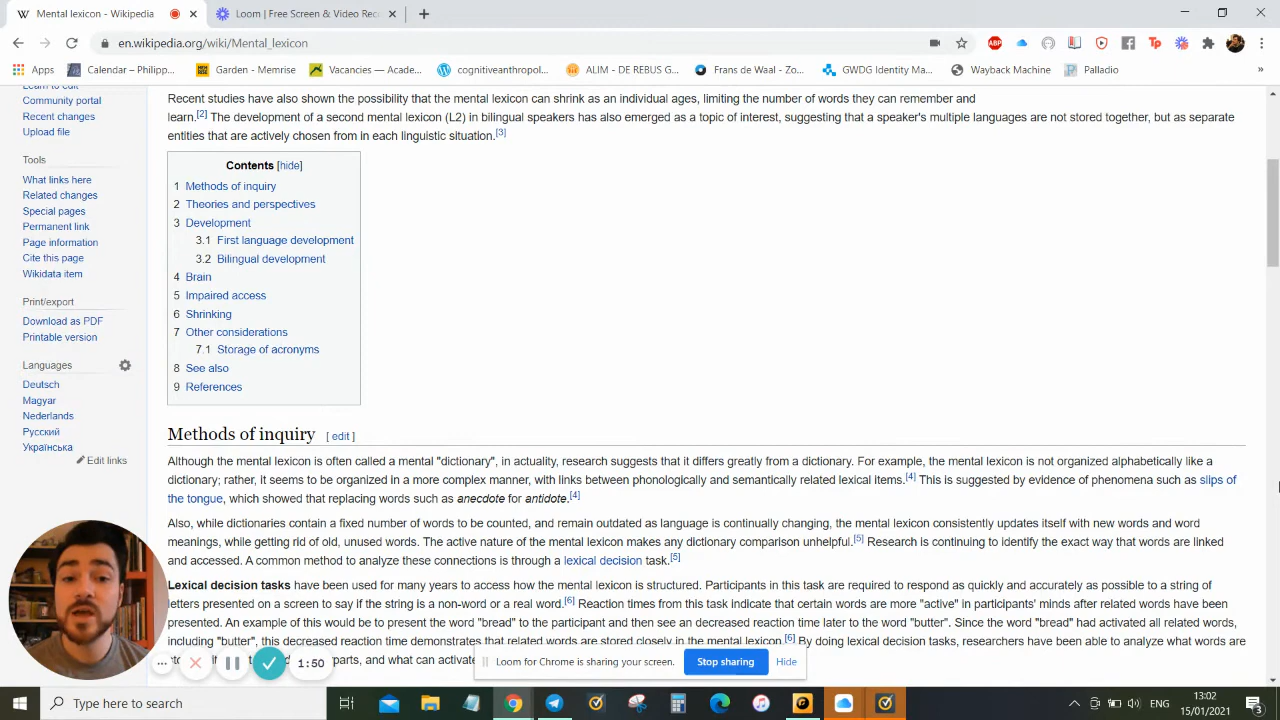 Mental lexicon - Wikipedia
Loom | Free Screen & Video Rec
en.wikipedia.org/wiki/Mental_lexicon
Apps
Calendar – Philipp...
Garden - Memrise
Vacancies — Acade...
cognitiveanthropol...
ALIM - DE REBUS G...
Frans de Waal - Zo...
GWDG Identity Ma...
Wayback Machine
Palladio
Learn to edit
Community portal
Recent changes
Upload file
Tools
What links here
Related changes
Special pages
Permanent link
Page information
Cite this page
Wikidata item
Print/export
Download as PDF
Printable version
Languages
Deutsch
Magyar
Nederlands
Русский
Українська
Edit links
Recent studies have also shown the possibility that the mental lexicon can shrink as an individual ages, limiting the number of words they can remember and
learn.[2] The development of a second mental lexicon (L2) in bilingual speakers has also emerged as a topic of interest, suggesting that a speaker's multiple languages are not stored together, but as separate
entities that are actively chosen from in each linguistic situation.[3]
Contents [hide]
1 Methods of inquiry
2 Theories and perspectives
3 Development
3.1 First language development
3.2 Bilingual development
4 Brain
5 Impaired access
6 Shrinking
7 Other considerations
7.1 Storage of acronyms
8 See also
9 References
Methods of inquiry [ edit ]
Although the mental lexicon is often called a mental "dictionary", in actuality, research suggests that it differs greatly from a dictionary. For example, the mental lexicon is not organized alphabetically like a
dictionary; rather, it seems to be organized in a more complex manner, with links between phonologically and semantically related lexical items.[4] This is suggested by evidence of phenomena such as slips of
the tongue, which showed that replacing words such as anecdote for antidote.[4]
Also, while dictionaries contain a fixed number of words to be counted, and remain outdated as language is continually changing, the mental lexicon consistently updates itself with new words and word
meanings, while getting rid of old, unused words. The active nature of the mental lexicon makes any dictionary comparison unhelpful.[5] Research is continuing to identify the exact way that words are linked
and accessed. A common method to analyze these connections is through a lexical decision task.[5]
Lexical decision tasks have been used for many years to access how the mental lexicon is structured. Participants in this task are required to respond as quickly and accurately as possible to a string of
letters presented on a screen to say if the string is a non-word or a real word.[6] Reaction times from this task indicate that certain words are more "active" in participants' minds after related words have been
presented. An example of this would be to present the word "bread" to the participant and then see an decreased reaction time later to the word "butter". Since the word "bread" had activated all related words,
including "butter", this decreased reaction time demonstrates that related words are stored closely in the mental lexicon.[6] By doing lexical decision tasks, researchers have been able to analyze what words are
parts, and what can activate
1:50
Loom for Chrome is sharing your screen.
Stop sharing
Hide
Type here to search
ENG
13:02
15/01/2021
3